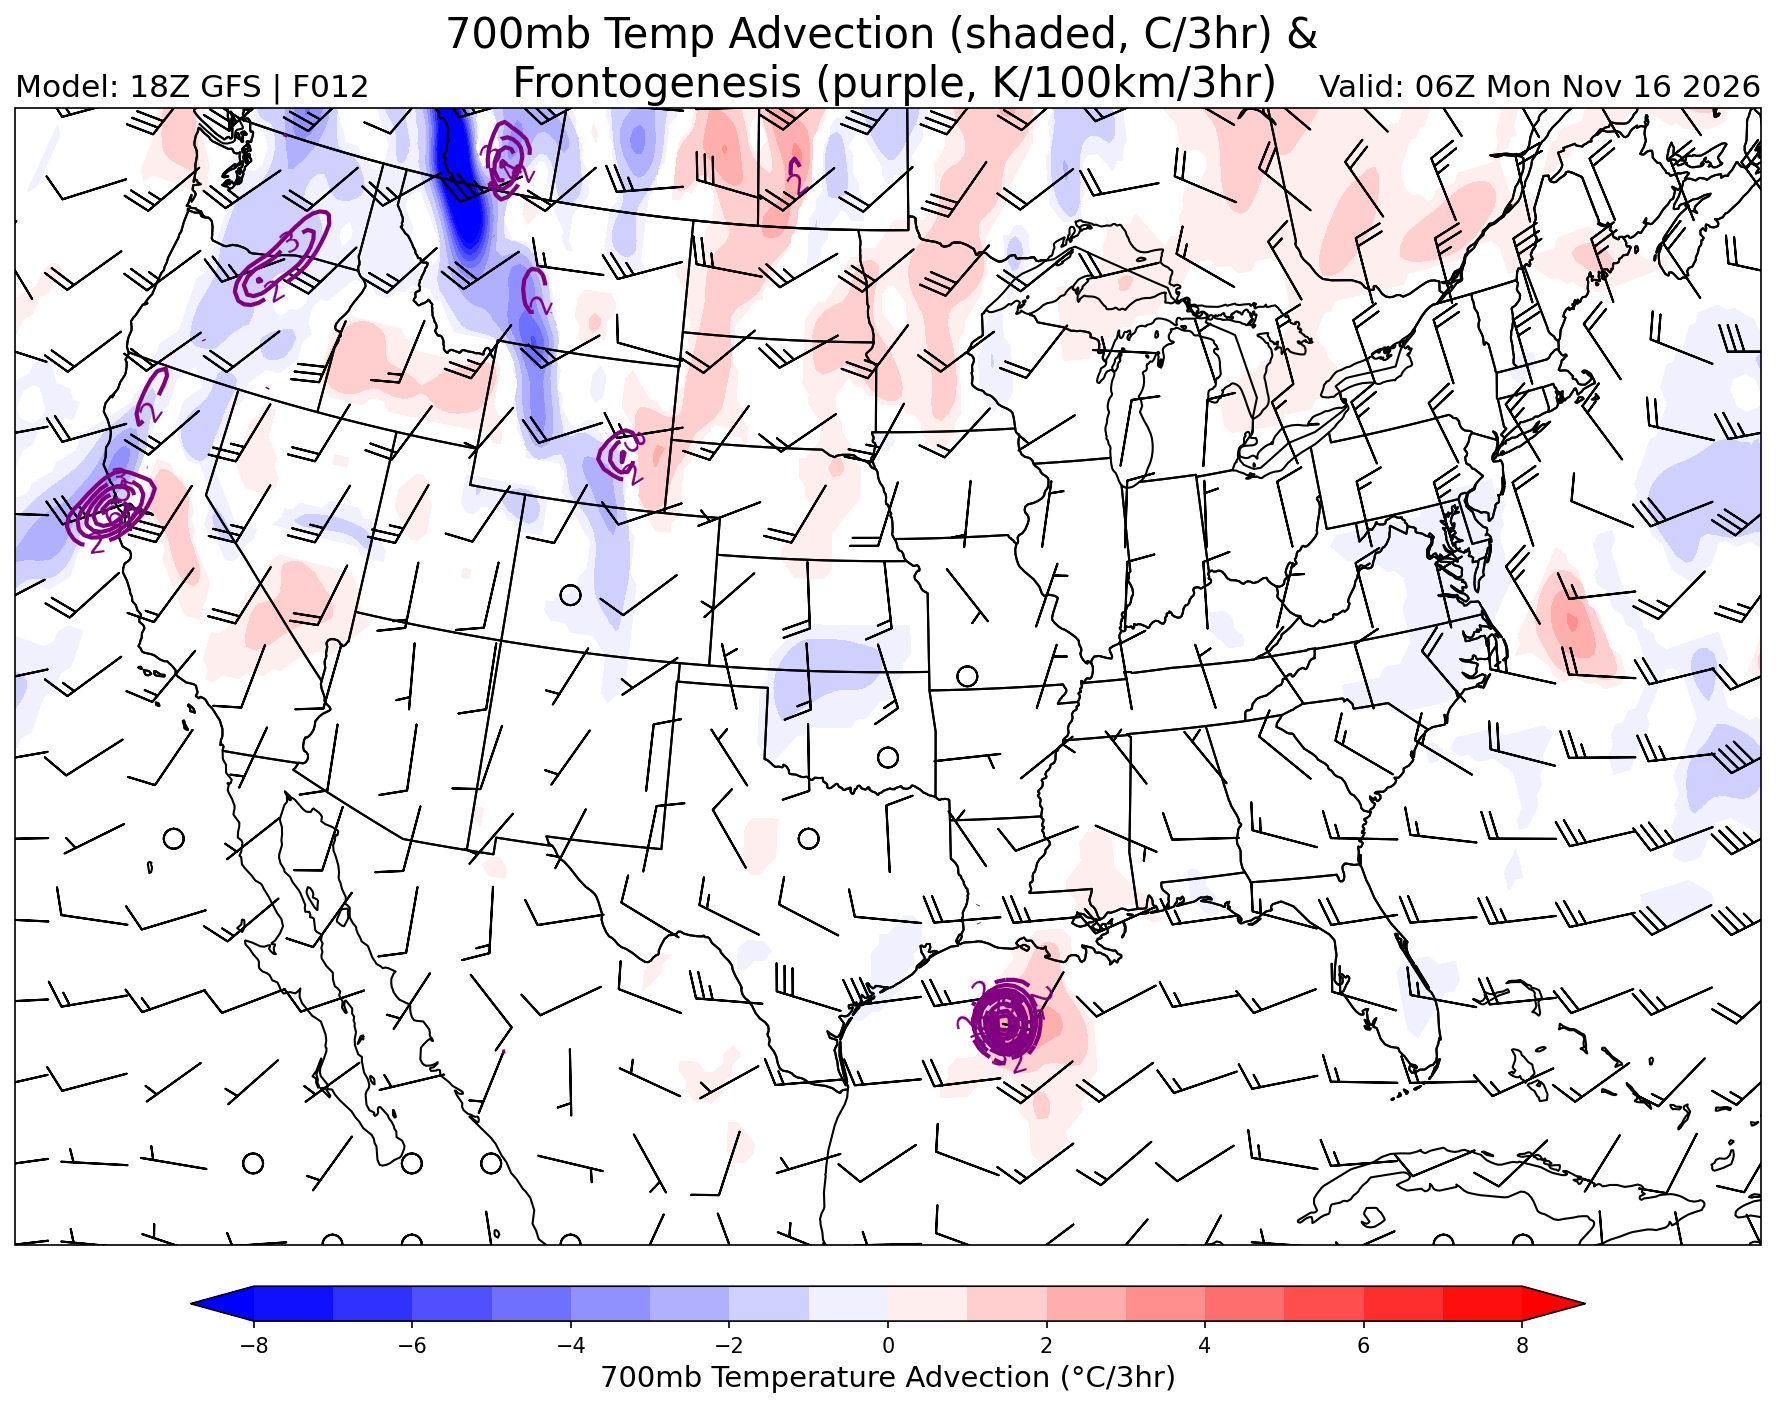 700mb Temp Advection (shaded, C/3hr) &
Frontogenesis (purple, K/100km/3hr)
Model: 18Z GFS | F012
Valid: 06Z Mon Nov 16 2026
−8 −6 −4 −2 0 2 4 6 8
700mb Temperature Advection (°C/3hr)